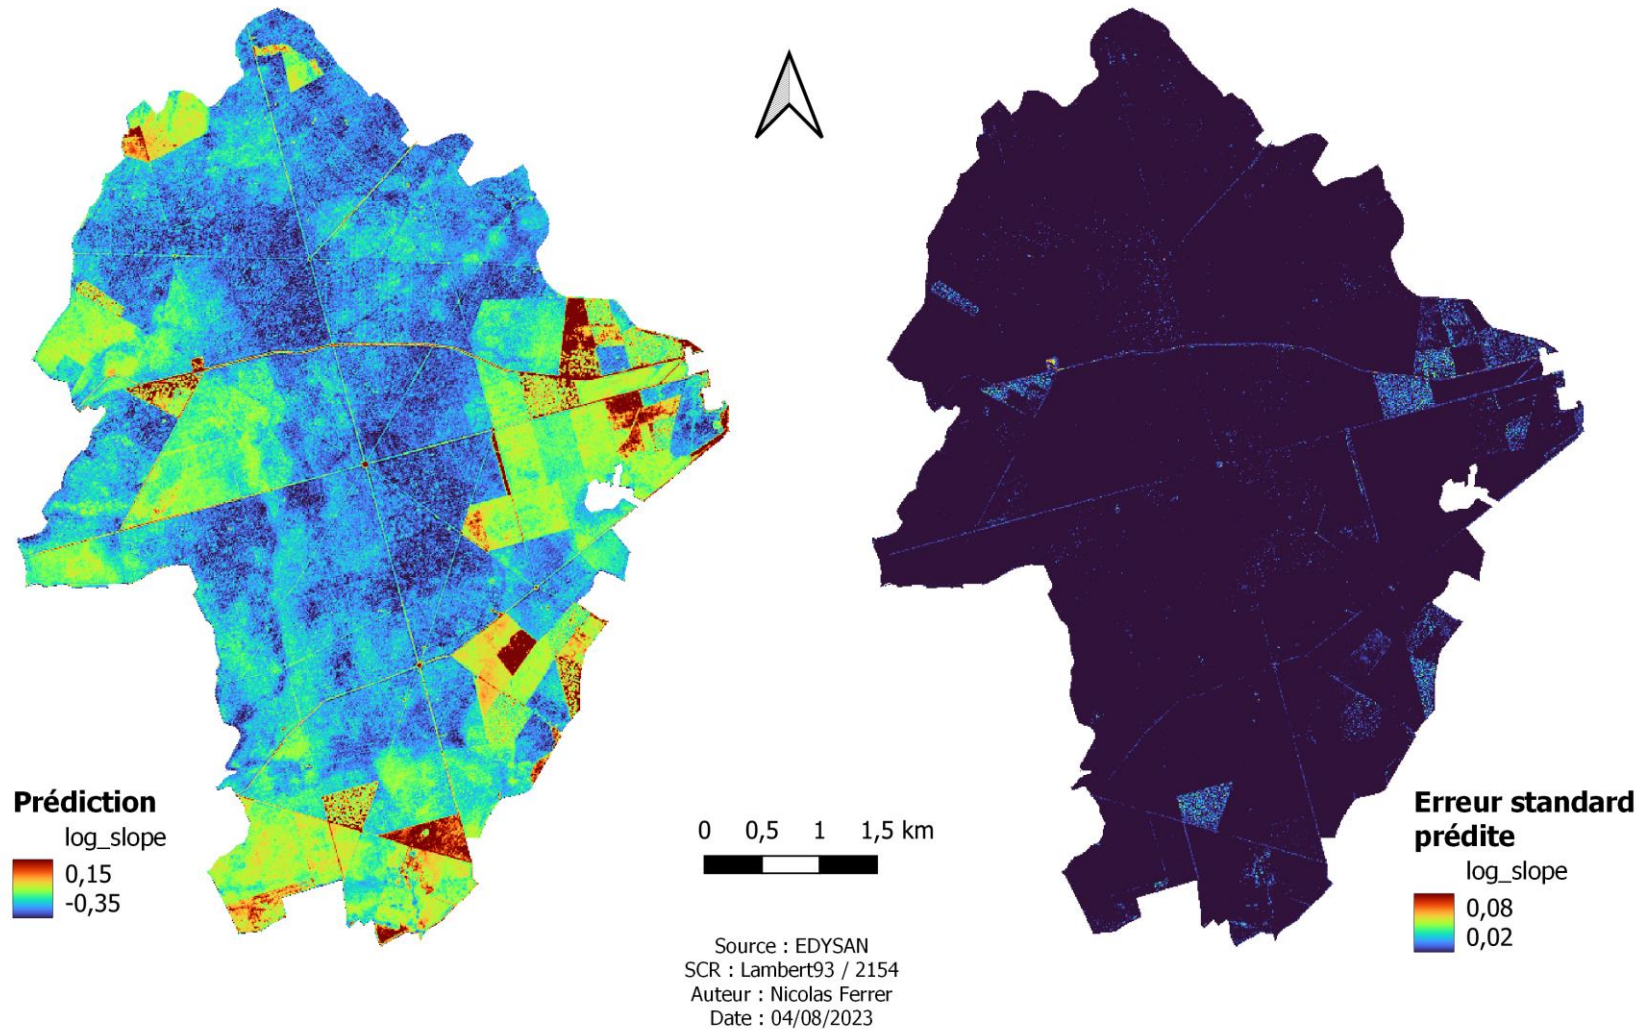 Prédiction
log_slope
0,15
-0,35
0 0,5 1 1,5 km
Erreur standard
prédite
log_slope
0,08
0,02
Source : EDYSAN
SCR : Lambert93 / 2154
Auteur : Nicolas Ferrer
Date : 04/08/2023